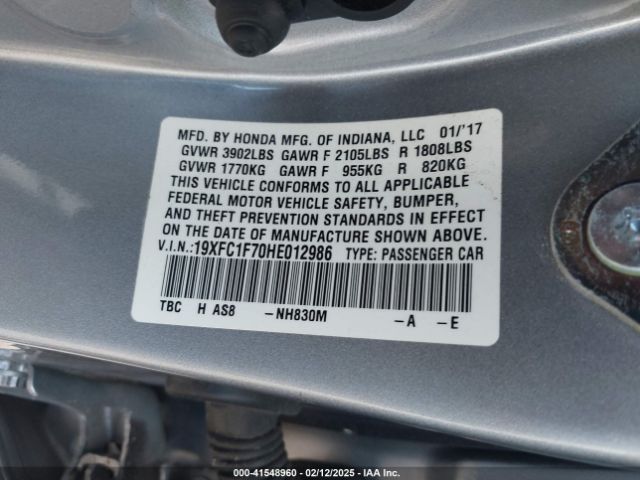 MFD. BY HONDA MFG. OF INDIANA, LLC 01/'17
GVWR 3902LBS GAWR F 2105LBS R 1808LBS
GVWR 1770KG GAWR F 955KG R 820KG
THIS VEHICLE CONFORMS TO ALL APPLICABLE
FEDERAL MOTOR VEHICLE SAFETY, BUMPER,
AND THEFT PREVENTION STANDARDS IN EFFECT
ON THE DATE OF MANUFACTURE SHOWN ABOVE.
V.I.N.:19XFC1F70HE012986 TYPE: PASSENGER CAR
TBC H AS8 -NH830M -A -E
000-41548960 - 02/12/2025 - IAA Inc.